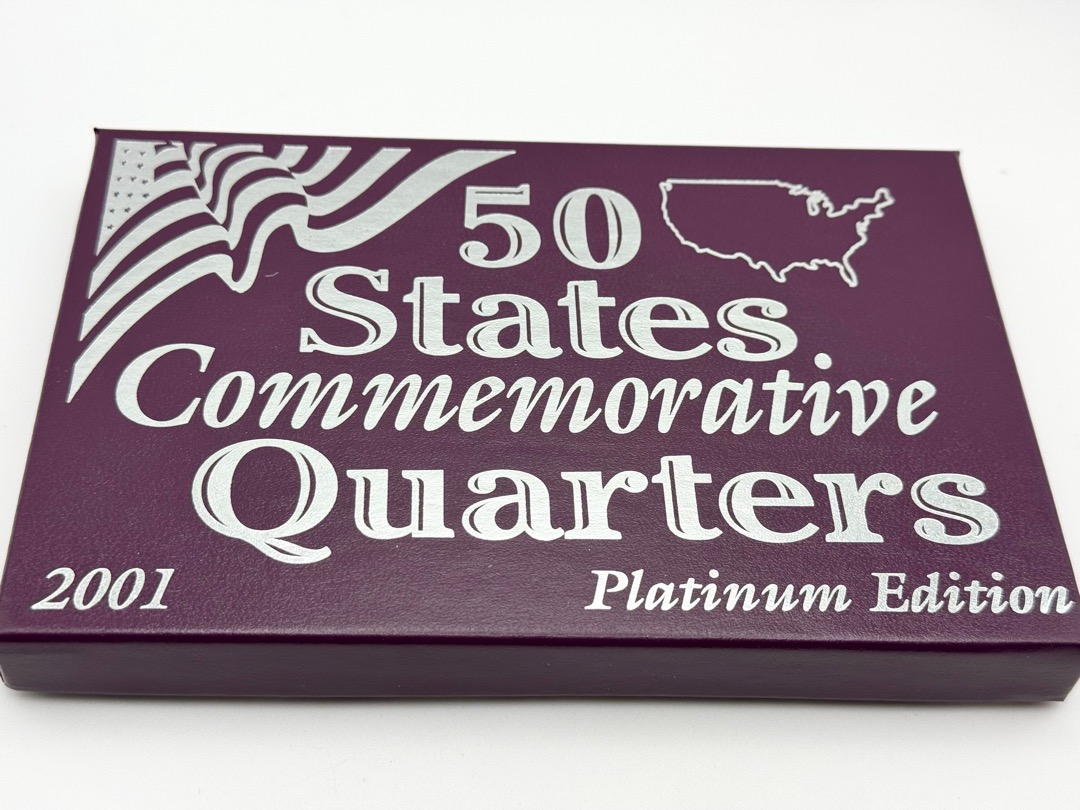 50
States
Commemorative
Quarters
2001
Platinum Edition